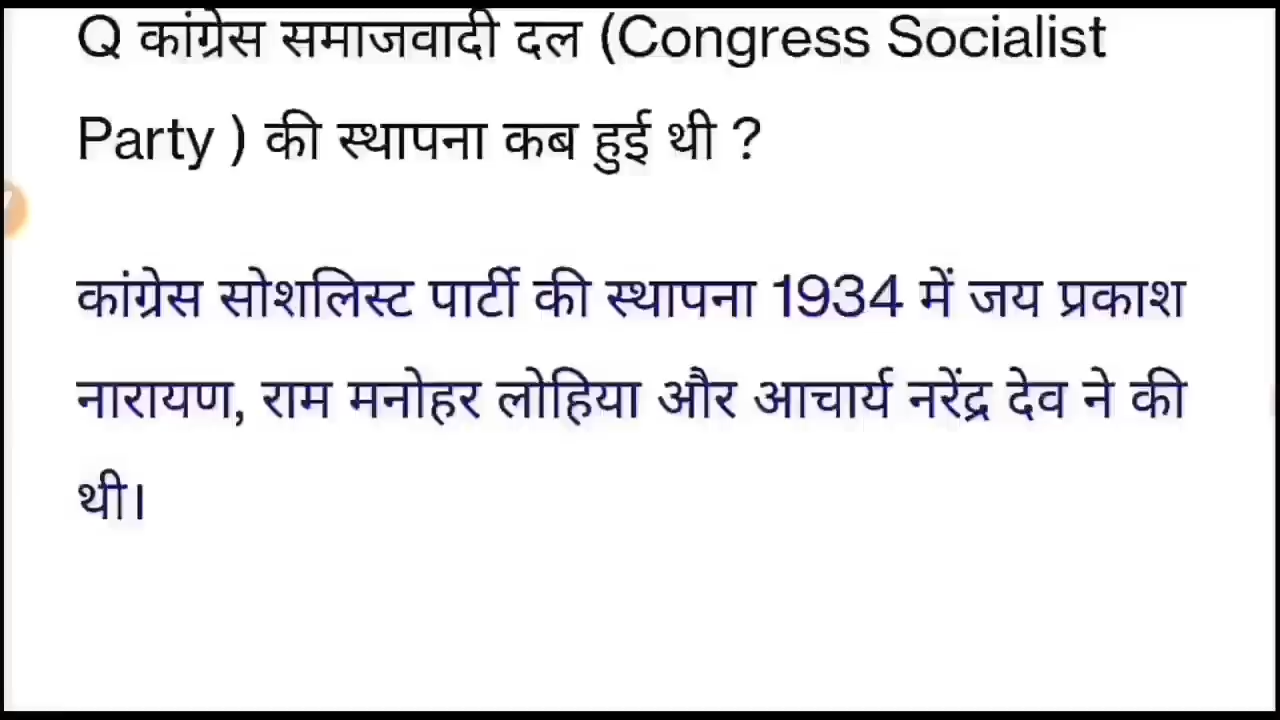 Q कांग्रेस समाजवादी दल (Congress Socialist
Party ) की स्थापना कब हुई थी ?
कांग्रेस सोशलिस्ट पार्टी की स्थापना 1934 में जय प्रकाश
नारायण, राम मनोहर लोहिया और आचार्य नरेंद्र देव ने की
थी।